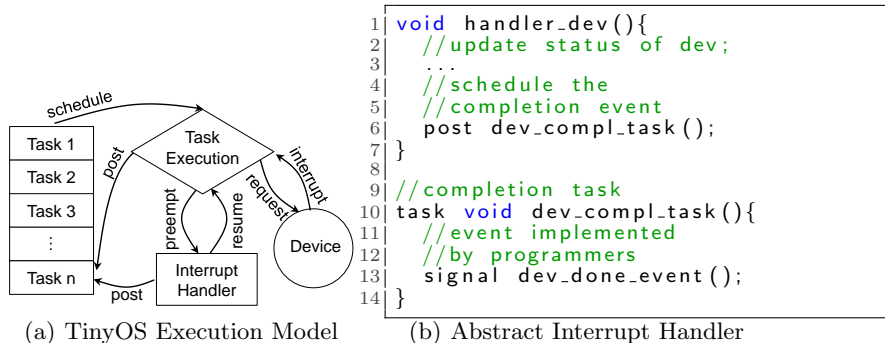 schedule
Task 1
Task 2
Task 3
⋮
Task n
post
Task
Execution
preempt
resume
request
interrupt
Device
Interrupt
Handler
post
(a) TinyOS Execution Model
1 void handler_dev(){
2 //update status of dev;
3 ...
4 //schedule the
5 //completion event
6 post dev_compl_task();
7 }
8
9 //completion task
10 task void dev_compl_task(){
11 //event implemented
12 //by programmers
13 signal dev_done_event();
14 }
(b) Abstract Interrupt Handler